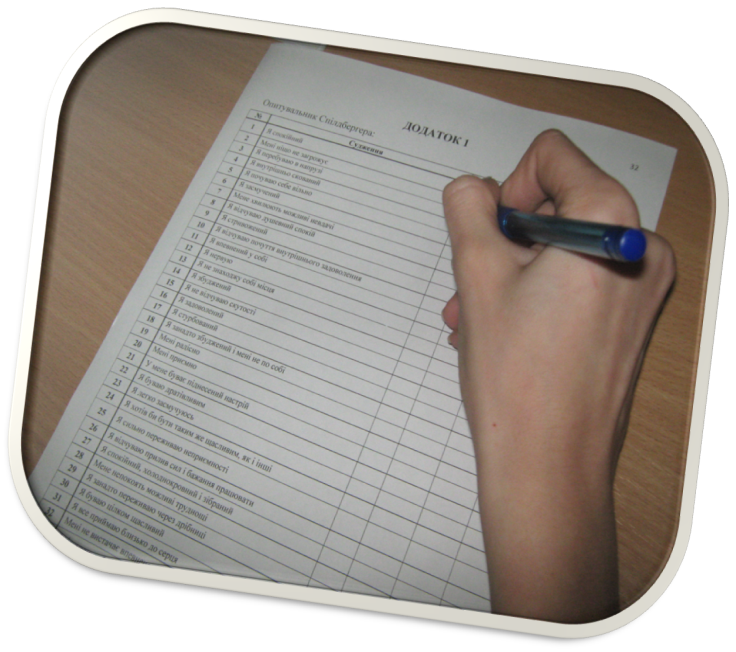 ДОДАТОК 1
Опитувальник Спілдбергера:
№ Судження
1 Я спокійний
2 Мені ніщо не загрожує
3 Я перебуваю в напрузі
4 Я внутрішньо скований
5 Я почуваю себе вільно
6 Я засмучений
7 Мене хвилюють можливі невдачі
8 Я відчуваю душевний спокій
9 Я стривожений
10 Я відчуваю почуття внутрішнього задоволення
11 Я впевнений у собі
12 Я нервую
13 Я не знаходжу собі місця
14 Я збуджений
15 Я не відчуваю скутості
16 Я задоволений
17 Я стурбований
18 Я занадто збуджений і мені не по собі
19 Мені радісно
20 Мені приємно
21 У мене буває піднесений настрій
22 Я буваю дратівливим
23 Я легко засмучуюсь
24 Я хотів би бути таким же щасливим, як і інші
25 Я сильно переживаю неприємності
26 Я відчуваю прилив сил і бажання працювати
27 Я спокійний, холоднокровний і зібраний
28 Мене непокоять можливі труднощі
29 Я занадто переживаю через дрібниці
30 Я буваю цілком щасливий
31 Я все приймаю близько до серця
32 Мені не вистачає